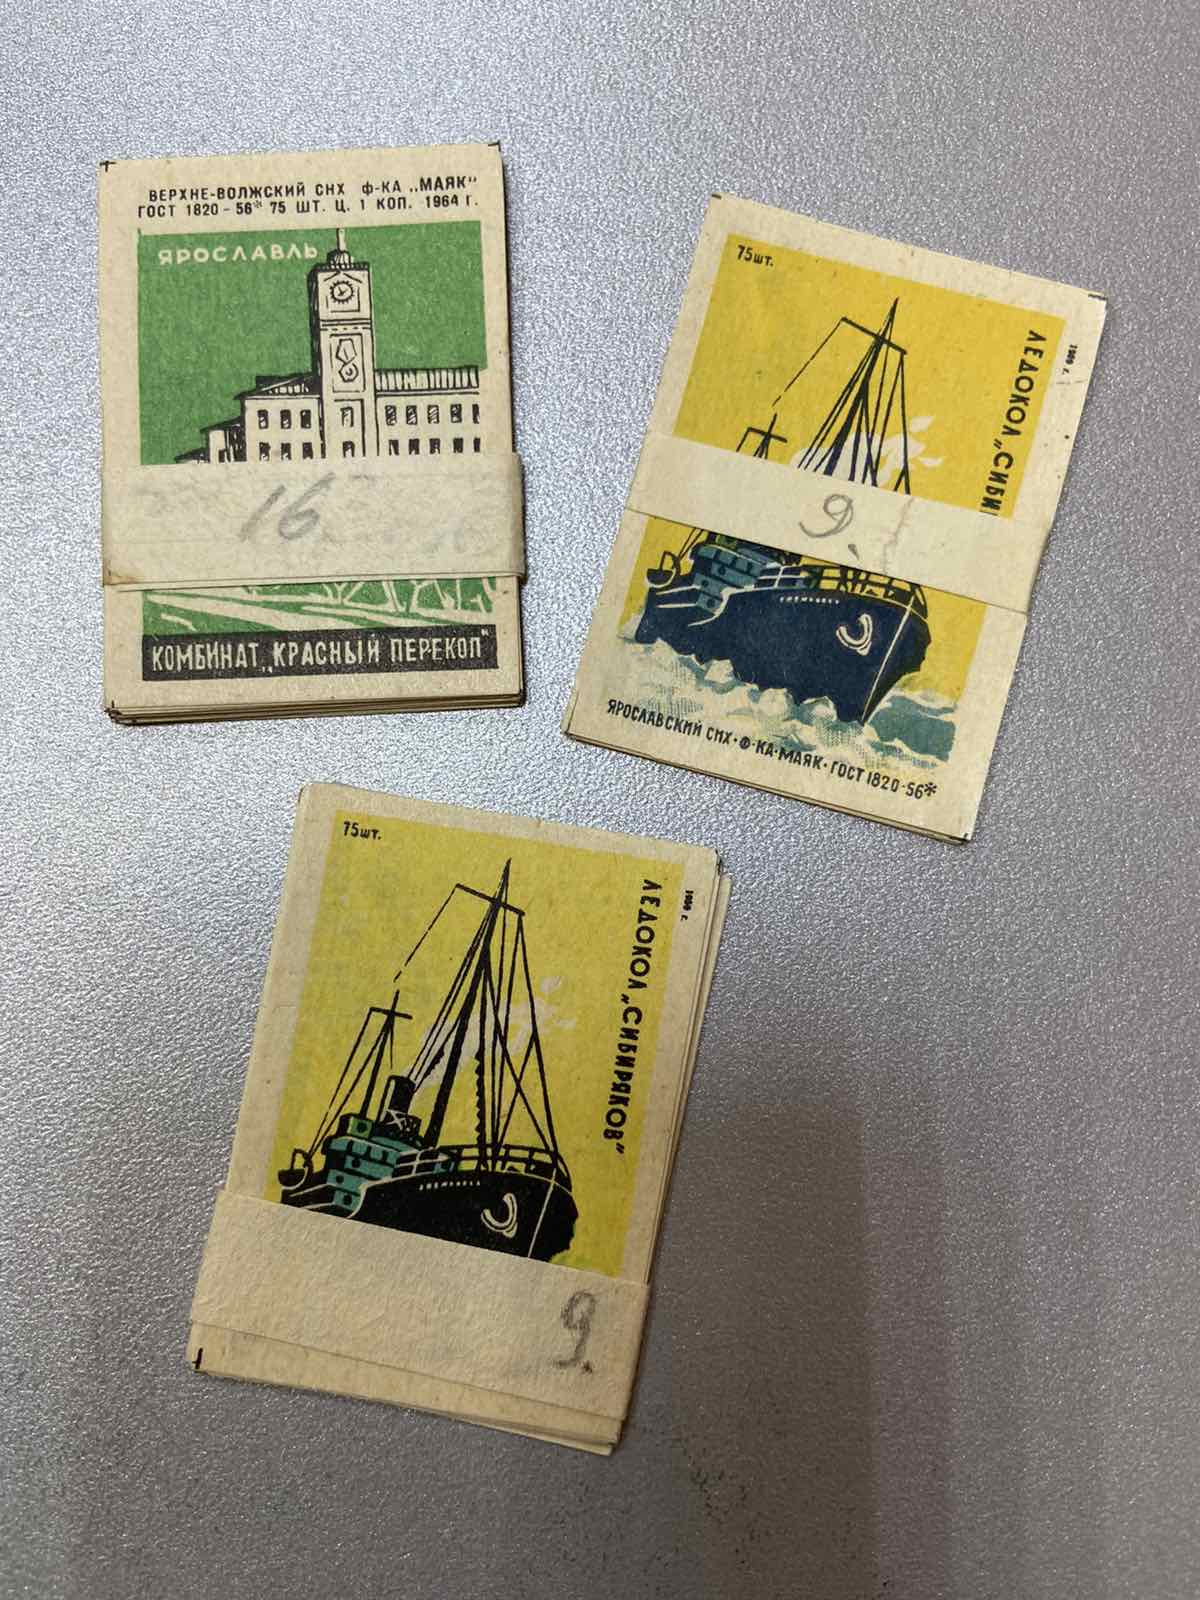 ВЕРХНЕ-ВОЛЖСКИЙ СНХ Ф-КА „МАЯК"
ГОСТ 1820-56* 75 ШТ. Ц. 1 КОП. 1964 Г.
ЯРОСЛАВЛЬ
16
КОМБИНАТ „КРАСНЫЙ ПЕРЕКОП"
75шт.
ЛЕДОКОЛ „СИБИ
9.
ЯРОСЛАВСКИЙ СНХ·Ф-КА·МАЯК·ГОСТ 1820-56*
75шт.
ЛЕДОКОЛ „СИБИРЯКОВ"
9.